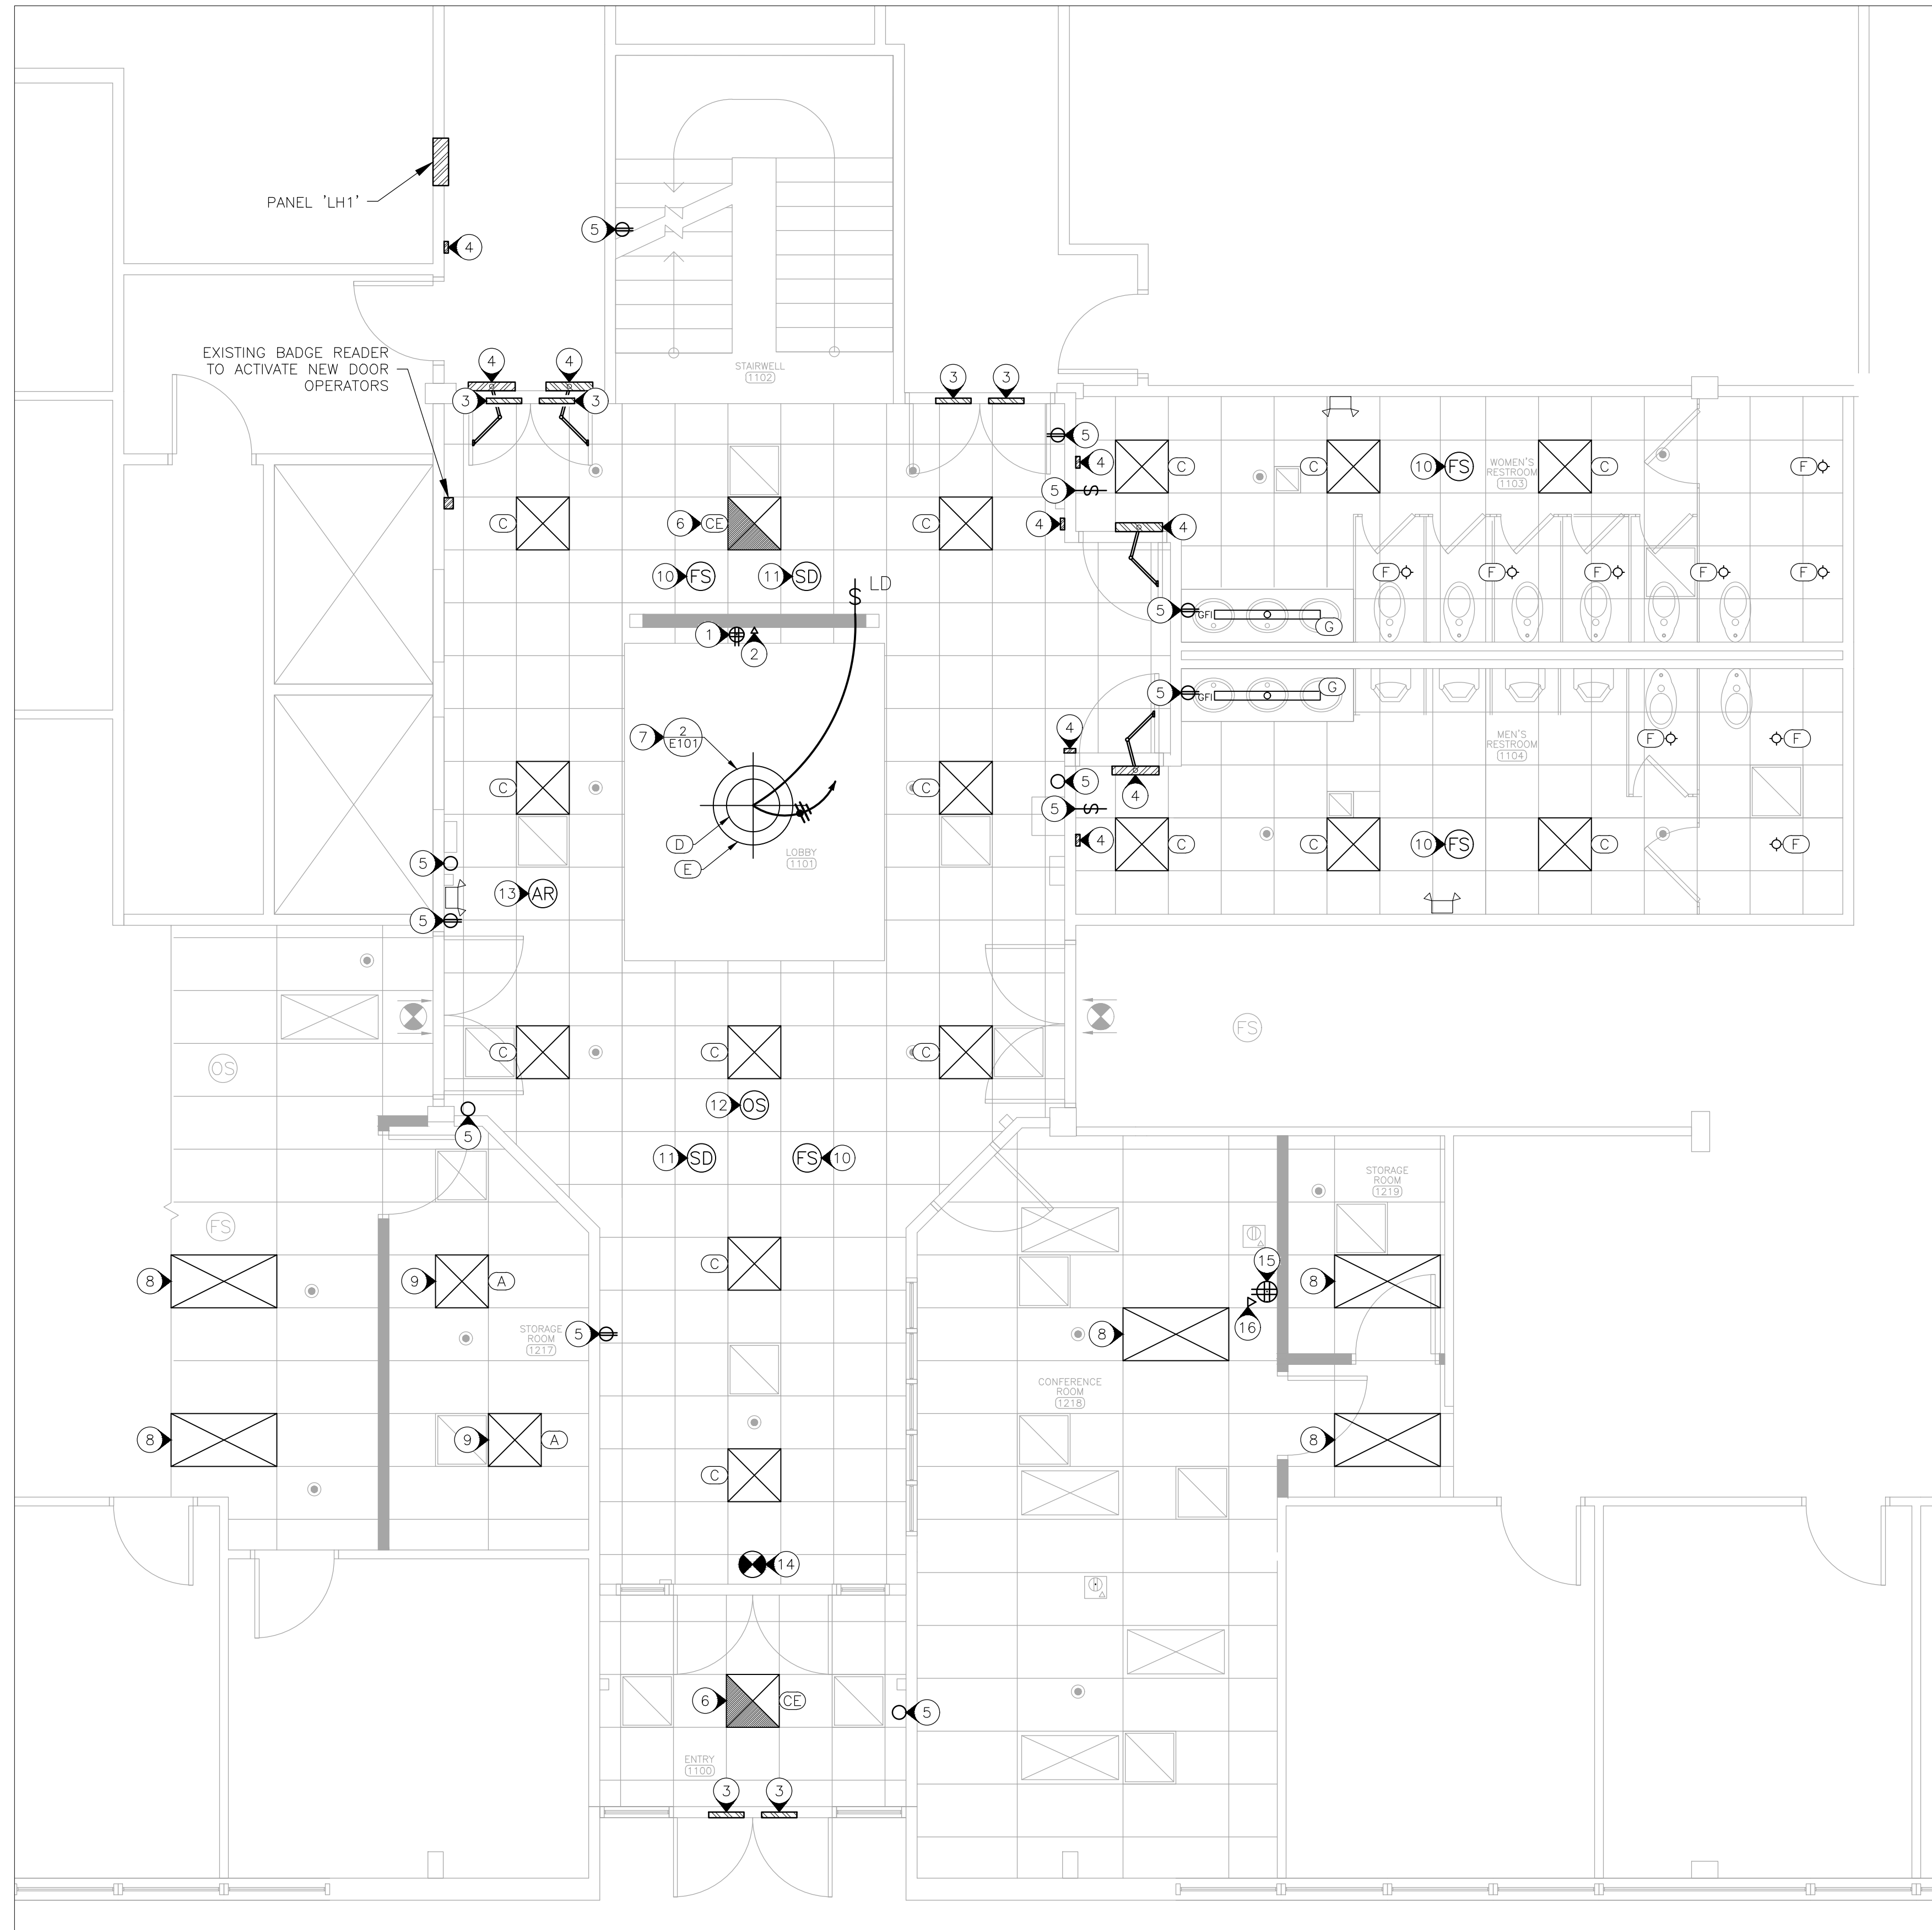 PANEL 'LH1'
4
5
STAIRWELL
1102
EXISTING BADGE READER
TO ACTIVATE NEW DOOR
OPERATORS
4
4
3
3
3
3
5
4
C
C
10
FS
WOMEN'S
RESTROOM
1103
C
F
5
S
4
4
C
6
CE
C
10
FS
11
SD
F
F
F
F
F
S
LD
5
GFI
G
1
2
5
GFI
G
7
2
E101
4
MEN'S
RESTROOM
1104
F
F
C
C
5
4
5
S
4
C
C
10
FS
C
F
D
E
LOBBY
1101
5
13
AR
5
FS
OS
C
C
C
12
OS
5
11
SD
FS
10
STORAGE
ROOM
1219
FS
8
9
A
C
15
8
16
STORAGE
ROOM
1217
5
8
CONFERENCE
ROOM
1218
8
9
A
C
8
14
6
CE
5
ENTRY
1100
3
3